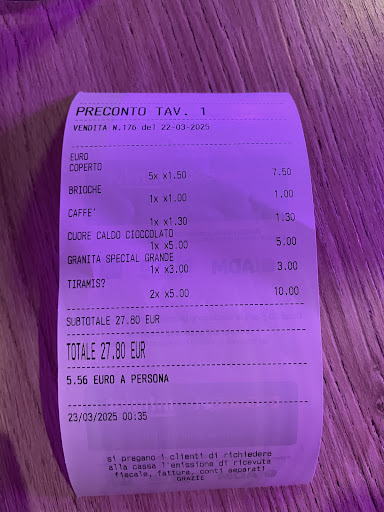 PRECONTO TAV. 1
VENDITA N.176 del 22-03-2025
EURO
COPERTO
5x x1.50 7.50
BRIOCHE
1x x1.00 1.00
CAFFE'
1x x1.30 1.30
CUORE CALDO CIOCCOLATO
1x x5.00 5.00
GRANITA SPECIAL GRANDE
1x x3.00 3.00
TIRAMIS?
2x x5.00 10.00
SUBTOTALE 27.80 EUR
TOTALE 27.80 EUR
5.56 EURO A PERSONA
23/03/2025 00:35
si pregano i clienti di richiedere
alla cassa l'emissione di ricevuta
fiscale, fattura, conti separati
GRAZIE